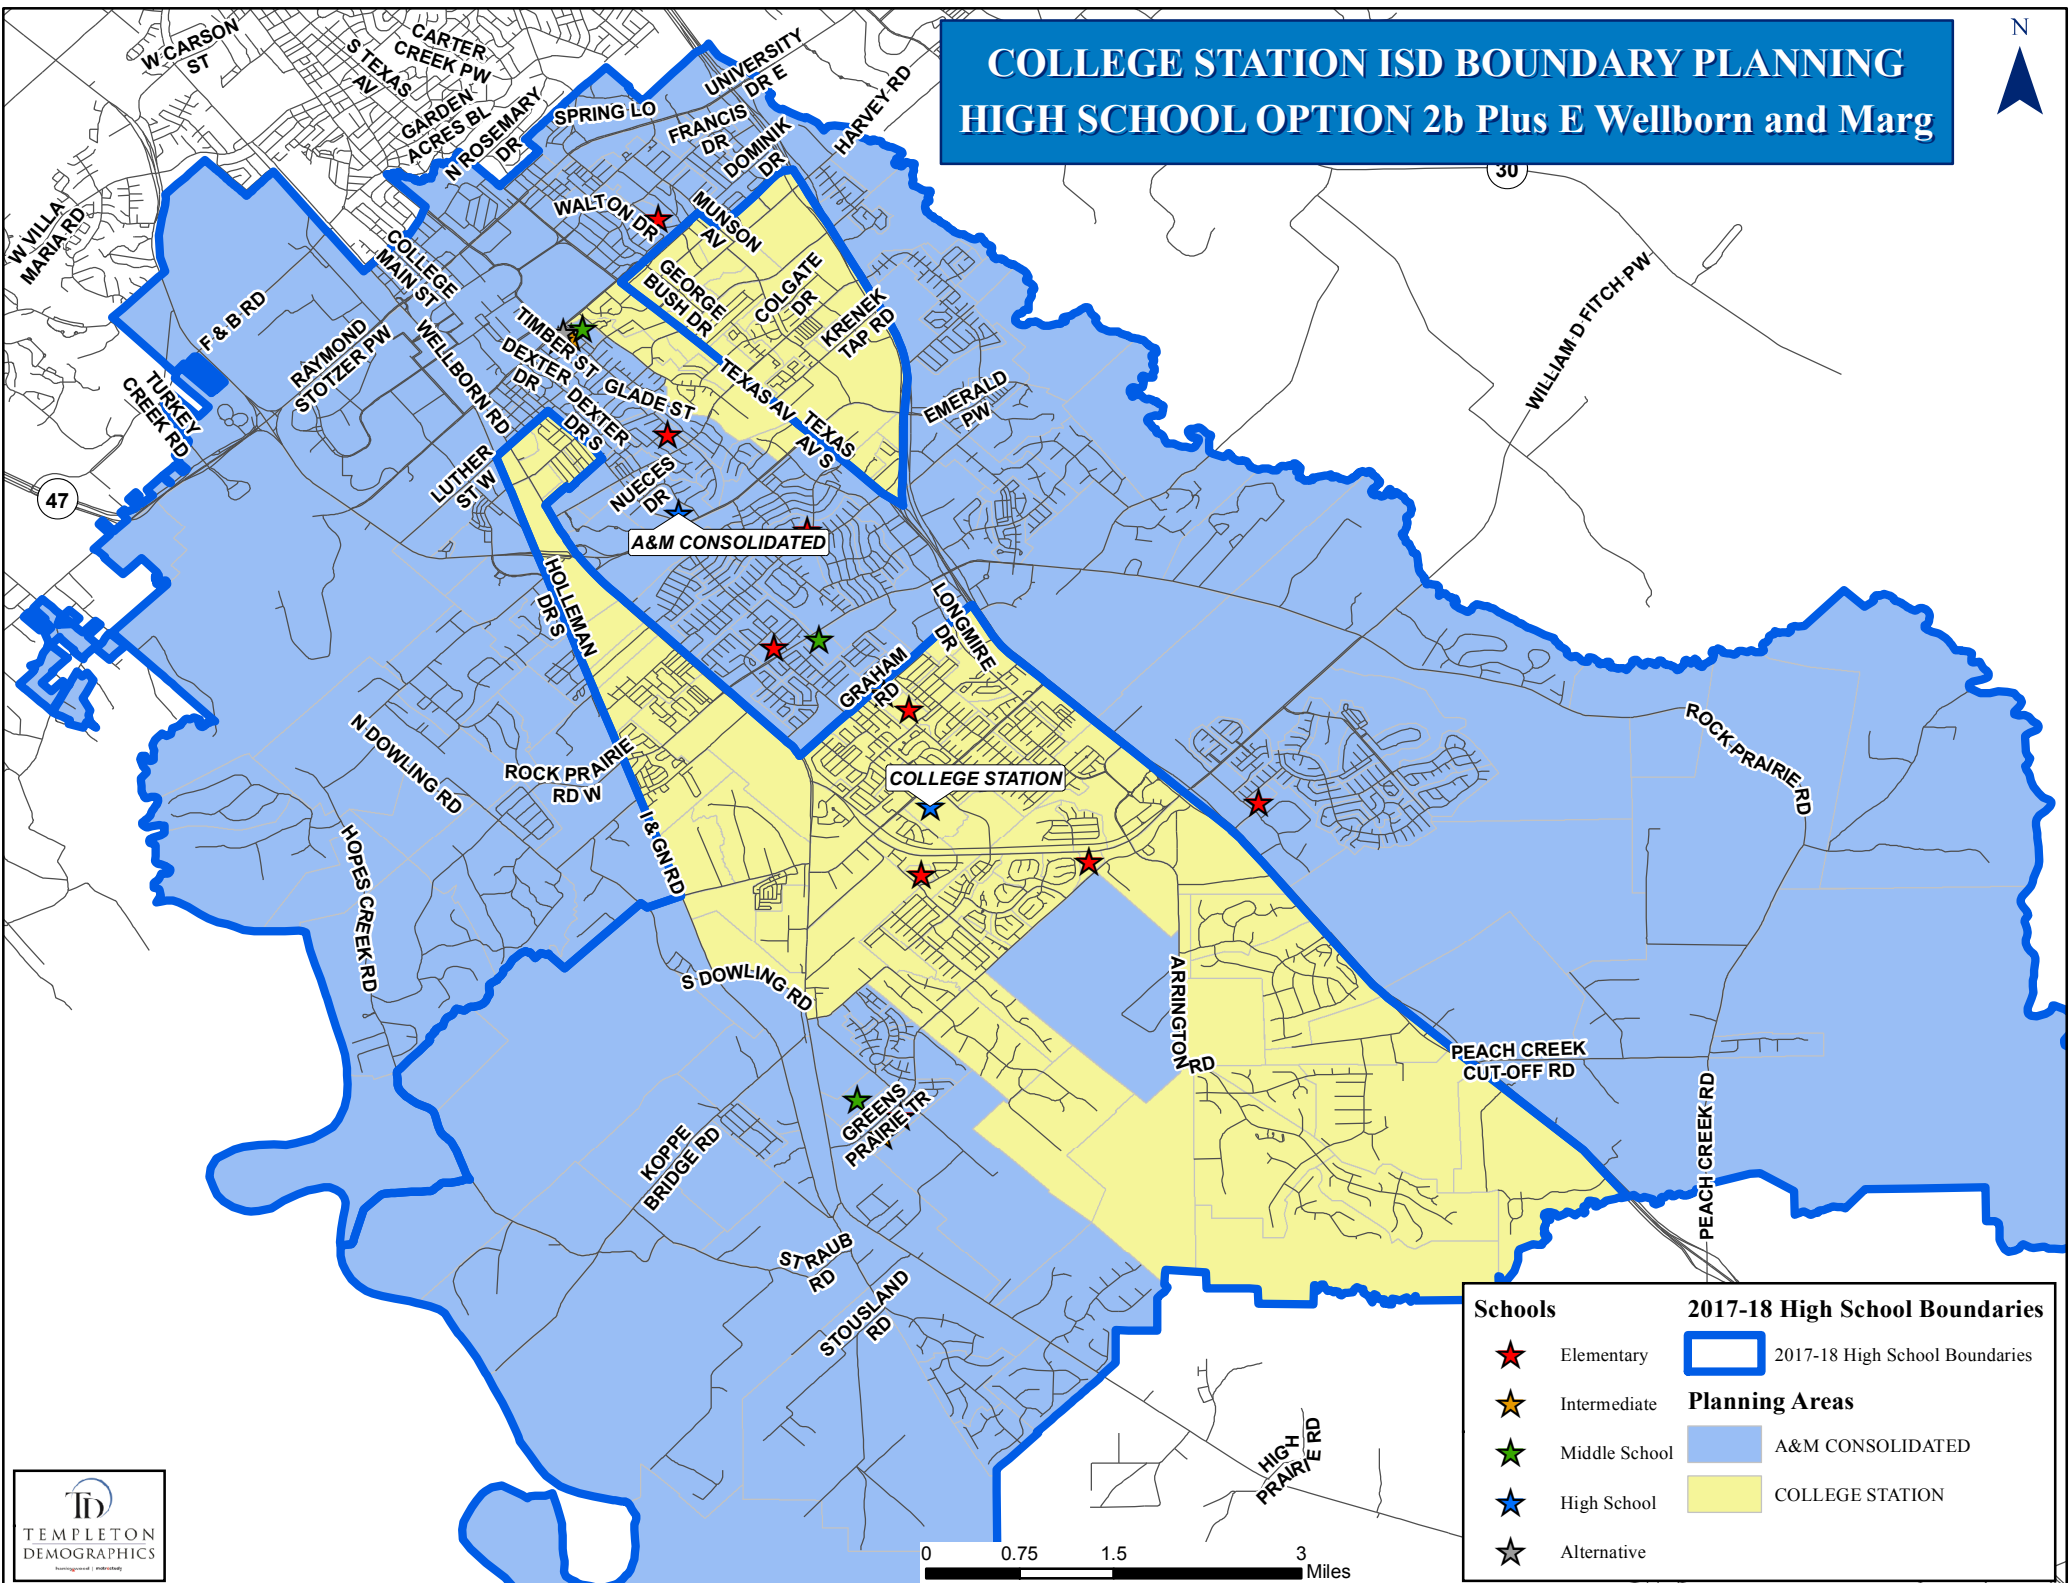 COLLEGE STATION ISD BOUNDARY PLANNING
HIGH SCHOOL OPTION 2b Plus E Wellborn and Marg
N
W CARSON
ST
S TEXAS
AV
CARTER
CREEK PW
GARDEN
ACRES BL
N ROSEMARY
DR
SPRING LO
UNIVERSITY
DR E
FRANCIS
DR
DOMINIK
DR
HARVEY RD
30
W VILLA
MARIA RD
WALTON DR
MUNSON
AV
COLLEGE
MAIN ST
GEORGE
BUSH DR
COLGATE
DR
KRENEK
TAP RD
F & B RD
RAYMOND
STOTZER PW
WELLBORN RD
TIMBER ST
DEXTER
DR
GLADE ST
DEXTER
DR S
TEXAS AV
TEXAS
AV S
EMERALD
PW
WILLIAM D FITCH PW
TURKEY
CREEK RD
47
LUTHER
ST W
NUECES
DR
A&M CONSOLIDATED
HOLLEMAN
DR S
LONGMIRE
DR
GRAHAM
RD
N DOWLING RD
ROCK PRAIRIE
RD W
COLLEGE STATION
ROCK PRAIRIE
RD
I & GN RD
HOPES CREEK RD
S DOWLING RD
ARRINGTON
RD
PEACH CREEK
CUT-OFF RD
PEACH CREEK RD
GREENS
PRAIRIE TR
KOPPE
BRIDGE RD
STRAUB
RD
STOUSLAND
RD
HIGH
PRAIRIE RD
Schools
Elementary
Intermediate
Middle School
High School
Alternative
2017-18 High School Boundaries
2017-18 High School Boundaries
Planning Areas
A&M CONSOLIDATED
COLLEGE STATION
TD
TEMPLETON
DEMOGRAPHICS
0 0.75 1.5 3
Miles